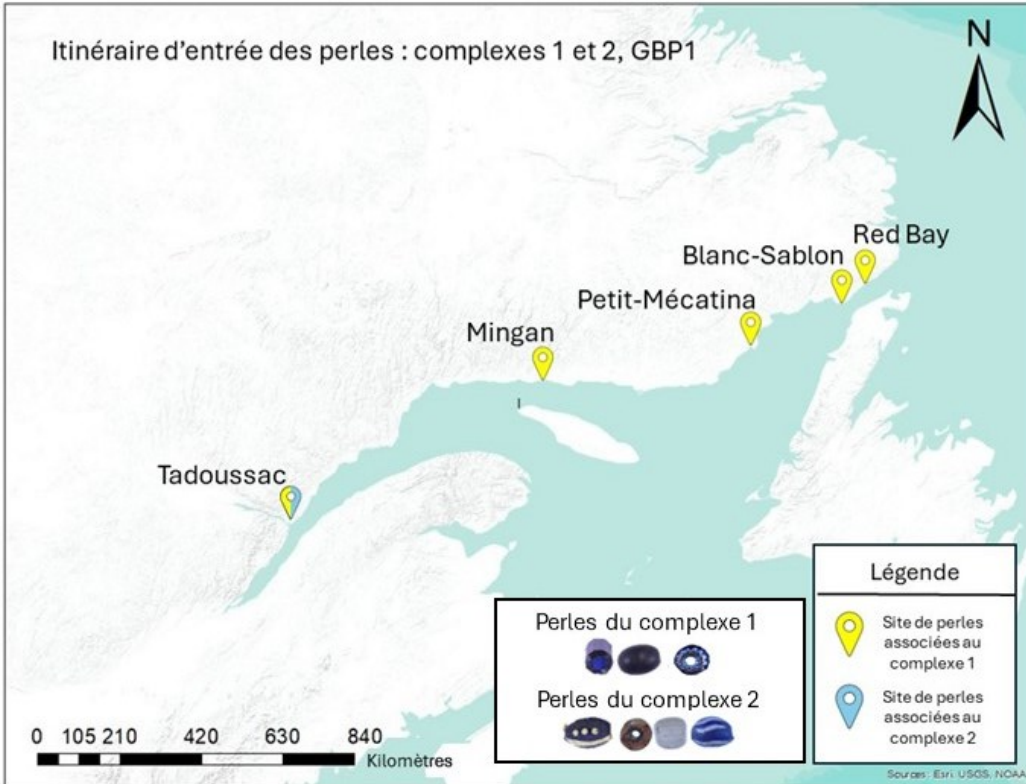 Itinéraire d'entrée des perles : complexes 1 et 2, GBP1
N
Red Bay
Blanc-Sablon
Petit-Mécatina
Mingan
Tadoussac
Légende
Site de perles
associées au
complexe 1
Site de perles
associées au
complexe 2
Perles du complexe 1
Perles du complexe 2
0 105 210 420 630 840
Kilomètres
Sources: Esri, USGS, NOAA